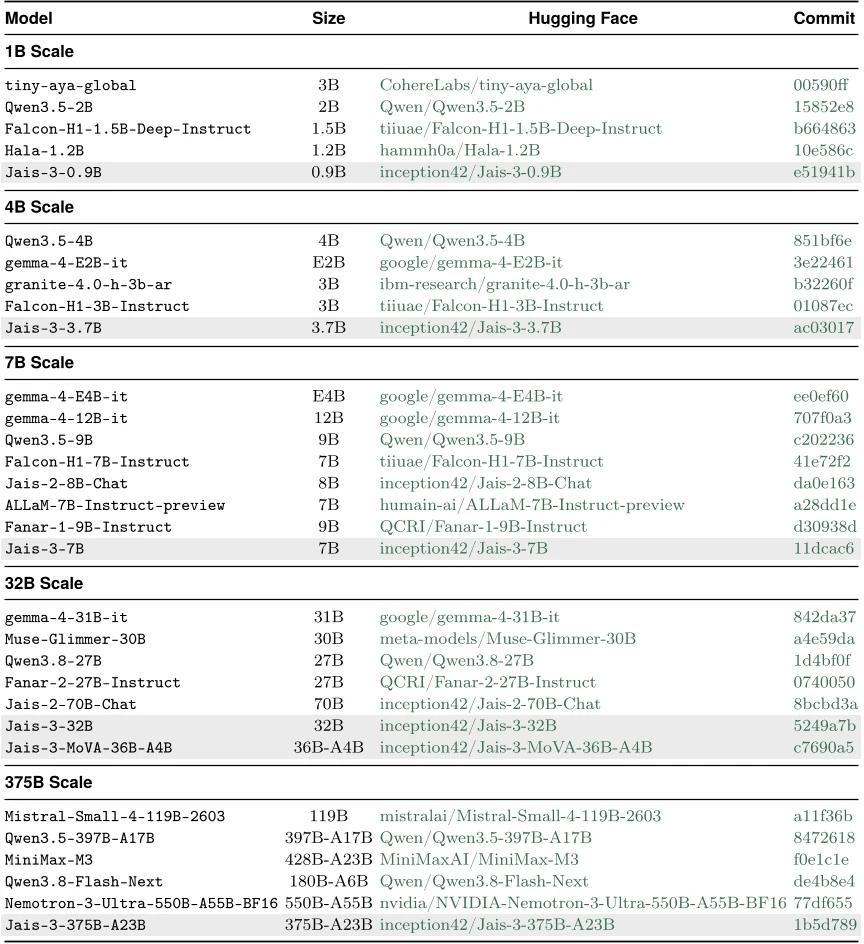 Model Size Hugging Face Commit
1B Scale
tiny-aya-global 3B CohereLabs/tiny-aya-global 00590ff
Qwen3.5-2B 2B Qwen/Qwen3.5-2B 15852e8
Falcon-H1-1.5B-Deep-Instruct 1.5B tiiuae/Falcon-H1-1.5B-Deep-Instruct b664863
Hala-1.2B 1.2B hammh0a/Hala-1.2B 10e586c
Jais-3-0.9B 0.9B inception42/Jais-3-0.9B e51941b
4B Scale
Qwen3.5-4B 4B Qwen/Qwen3.5-4B 851bf6e
gemma-4-E2B-it E2B google/gemma-4-E2B-it 3e22461
granite-4.0-h-3b-ar 3B ibm-research/granite-4.0-h-3b-ar b32260f
Falcon-H1-3B-Instruct 3B tiiuae/Falcon-H1-3B-Instruct 01087ec
Jais-3-3.7B 3.7B inception42/Jais-3-3.7B ac03017
7B Scale
gemma-4-E4B-it E4B google/gemma-4-E4B-it ee0ef60
gemma-4-12B-it 12B google/gemma-4-12B-it 707f0a3
Qwen3.5-9B 9B Qwen/Qwen3.5-9B c202236
Falcon-H1-7B-Instruct 7B tiiuae/Falcon-H1-7B-Instruct 41e72f2
Jais-2-8B-Chat 8B inception42/Jais-2-8B-Chat da0e163
ALLaM-7B-Instruct-preview 7B humain-ai/ALLaM-7B-Instruct-preview a28dd1e
Fanar-1-9B-Instruct 9B QCRI/Fanar-1-9B-Instruct d30938d
Jais-3-7B 7B inception42/Jais-3-7B 11dcac6
32B Scale
gemma-4-31B-it 31B google/gemma-4-31B-it 842da37
Muse-Glimmer-30B 30B meta-models/Muse-Glimmer-30B a4e59da
Qwen3.8-27B 27B Qwen/Qwen3.8-27B 1d4bf0f
Fanar-2-27B-Instruct 27B QCRI/Fanar-2-27B-Instruct 0740050
Jais-2-70B-Chat 70B inception42/Jais-2-70B-Chat 8bcbd3a
Jais-3-32B 32B inception42/Jais-3-32B 5249a7b
Jais-3-MoVA-36B-A4B 36B-A4B inception42/Jais-3-MoVA-36B-A4B c7690a5
375B Scale
Mistral-Small-4-119B-2603 119B mistralai/Mistral-Small-4-119B-2603 a11f36b
Qwen3.5-397B-A17B 397B-A17B Qwen/Qwen3.5-397B-A17B 8472618
MiniMax-M3 428B-A23B MiniMaxAI/MiniMax-M3 f0e1c1e
Qwen3.8-Flash-Next 180B-A6B Qwen/Qwen3.8-Flash-Next de4b8e4
Nemotron-3-Ultra-550B-A55B-BF16 550B-A55B nvidia/NVIDIA-Nemotron-3-Ultra-550B-A55B-BF16 77df655
Jais-3-375B-A23B 375B-A23B inception42/Jais-3-375B-A23B 1b5d789